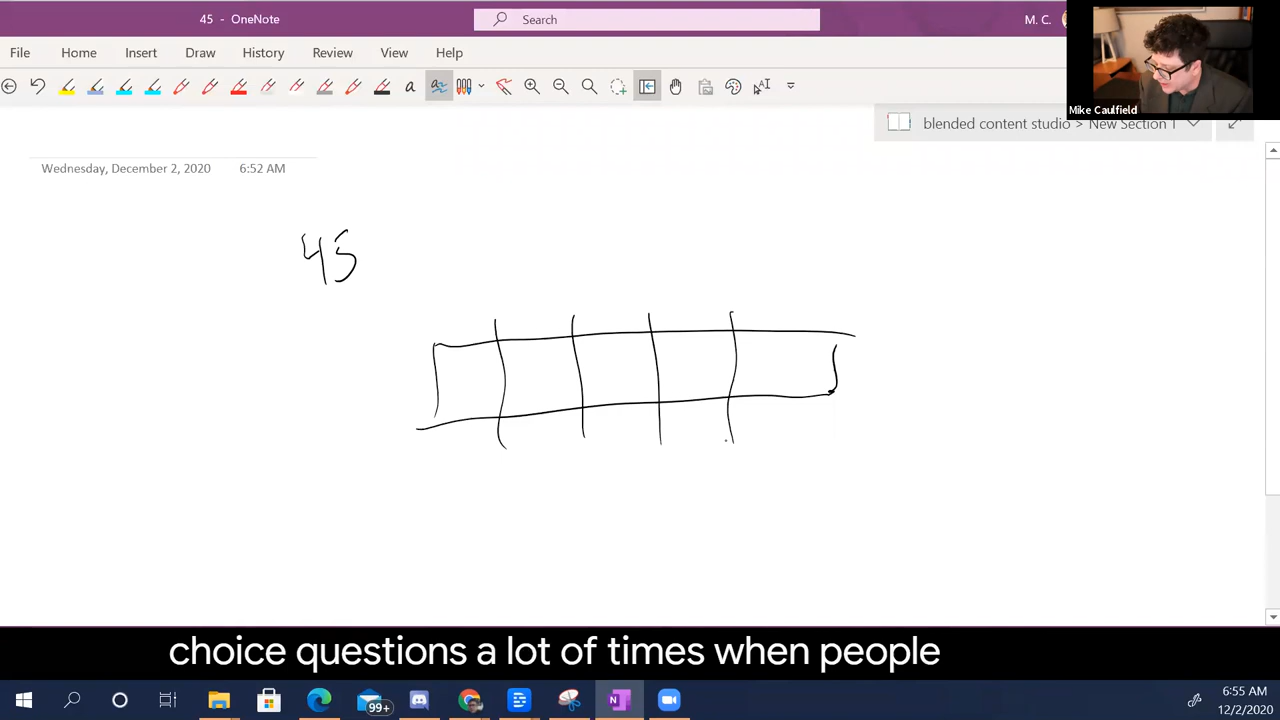 45 - OneNote
Search
M. C.
File Home Insert Draw History Review View Help
Mike Caulfield
blended content studio > New Section 1
Wednesday, December 2, 2020 6:52 AM
45
choice questions a lot of times when people
99+
N
6:55 AM
12/2/2020